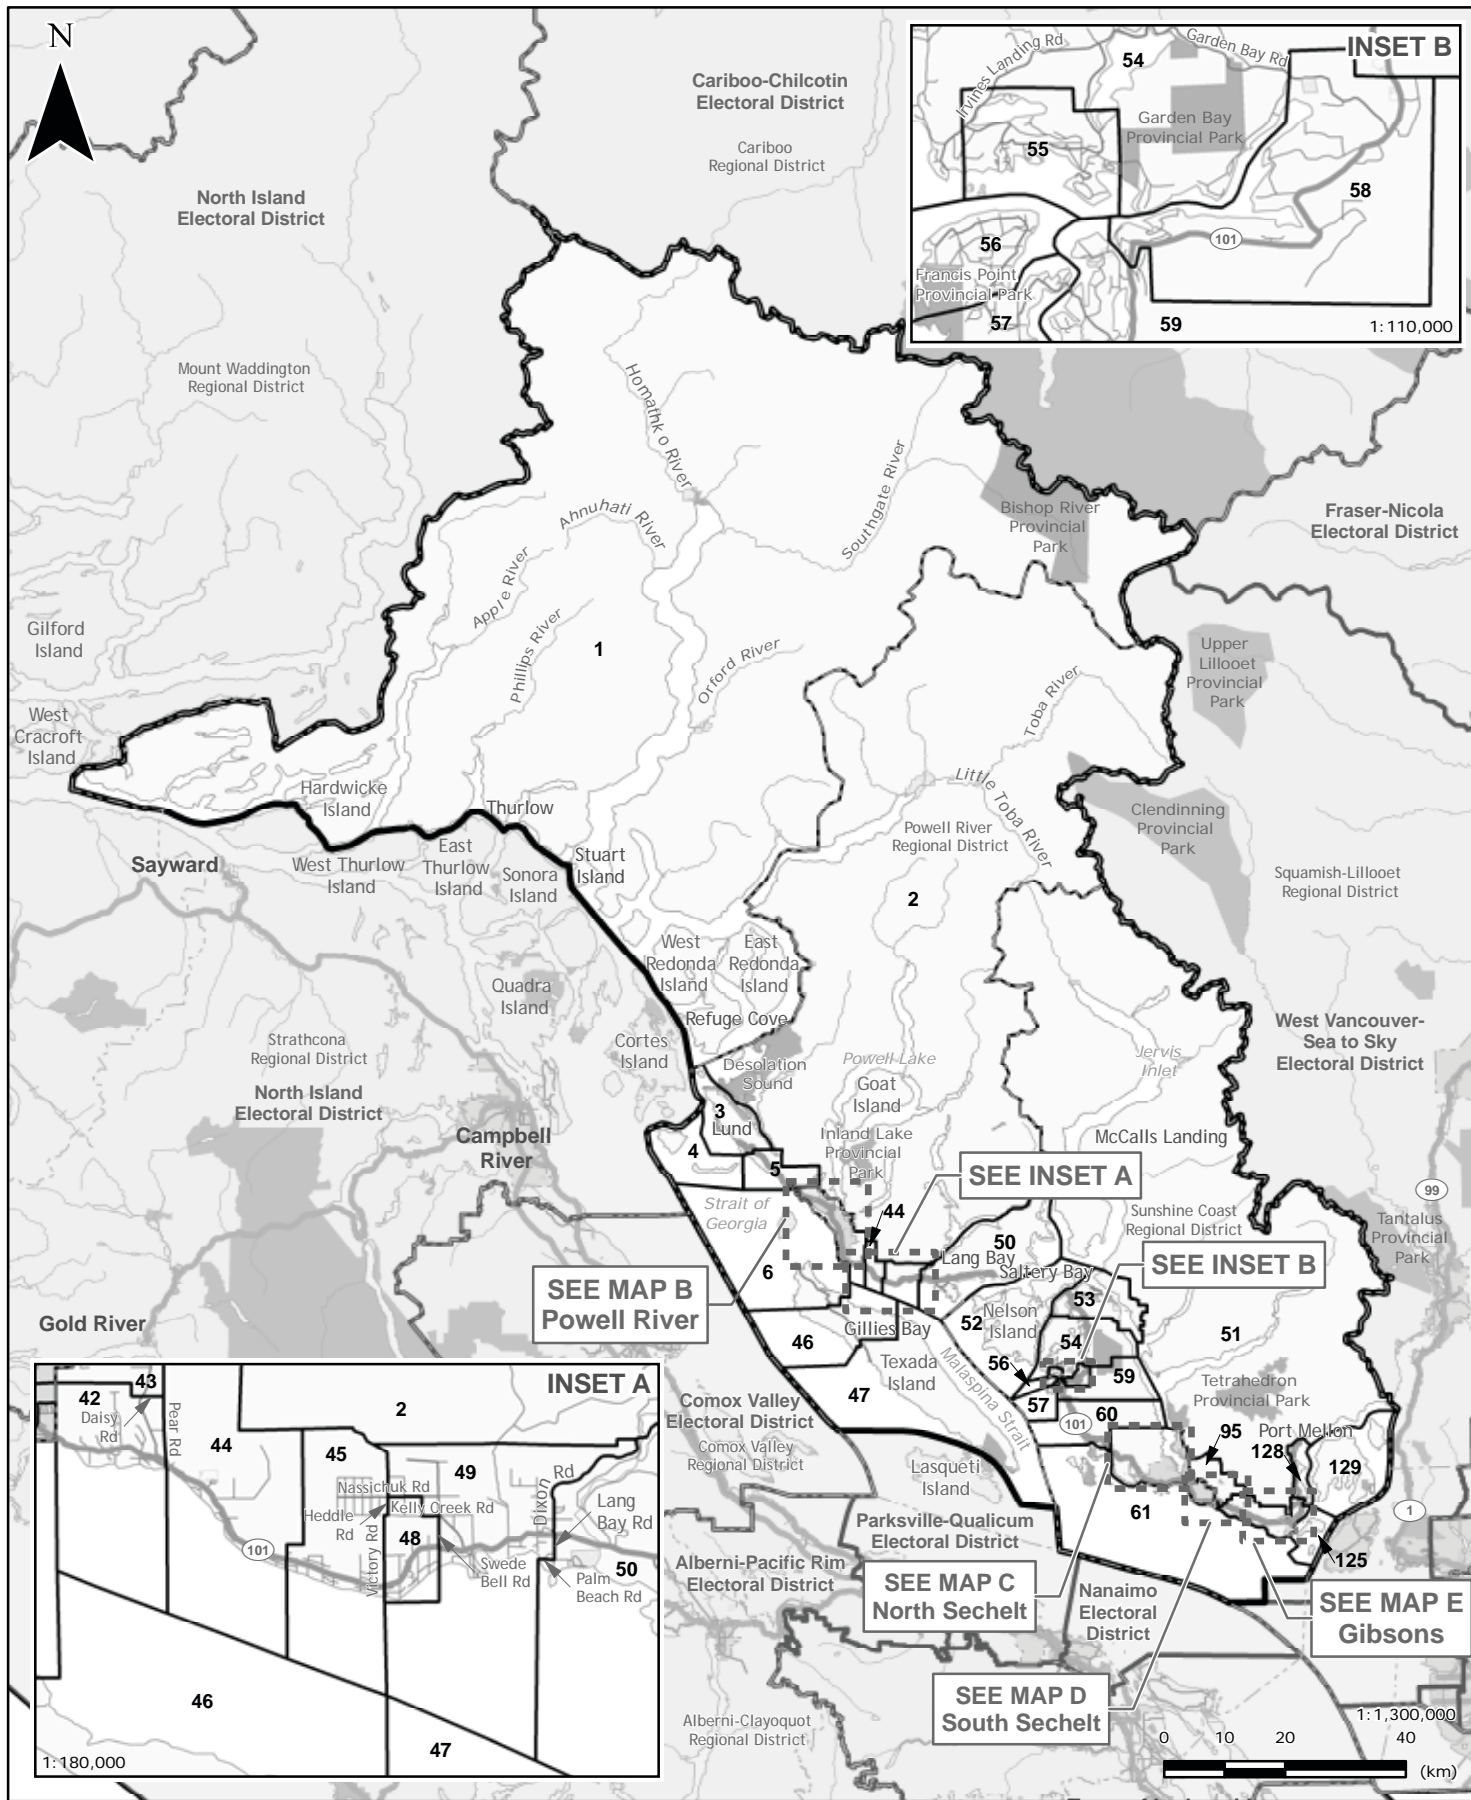 N
INSET B
Irvines Landing Rd
Garden Bay Rd
54
Garden Bay
Provincial Park
55
58
101
56
Francis Point
Provincial Park
57
59
1:110,000
Cariboo-Chilcotin
Electoral District
Cariboo
Regional District
North Island
Electoral District
Mount Waddington
Regional District
Homathk o River
Southgate River
Bishop River
Provincial
Park
Fraser-Nicola
Electoral District
Ahnuhati River
Apple River
Phillips River
1
Orford River
Gilford
Island
West
Cracroft
Island
Upper
Lillooet
Provincial
Park
Toba River
Little Toba River
Hardwicke
Island
Thurlow
Clendinning
Provincial
Park
Powell River
Regional District
Sayward
West Thurlow
Island
East
Thurlow
Island
Sonora
Island
Stuart
Island
2
Squamish-Lillooet
Regional District
West
Redonda
Island
East
Redonda
Island
Quadra
Island
Refuge Cove
Cortes
Island
Strathcona
Regional District
North Island
Electoral District
West Vancouver-
Sea to Sky
Electoral District
Desolation
Sound
Powell Lake
Goat
Island
Jervis
Inlet
3
Lund
Campbell
River
Inland Lake
Provincial
Park
McCalls Landing
4
5
SEE INSET A
99
Strait of
Georgia
44
Sunshine Coast
Regional District
Tantalus
Provincial
Park
50
Lang Bay
Saltery Bay
SEE INSET B
6
SEE MAP B
Powell River
53
Nelson
Island
52
Gold River
Gillies Bay
54
51
46
56
59
Texada
Island
Malaspina Strait
Tetrahedron
Provincial Park
47
57
60
101
Comox Valley
Electoral District
Comox Valley
Regional District
95
Port Mellon
128
129
Lasqueti
Island
61
1
Parksville-Qualicum
Electoral District
125
Alberni-Pacific Rim
Electoral District
SEE MAP C
North Sechelt
Nanaimo
Electoral
District
SEE MAP E
Gibsons
SEE MAP D
South Sechelt
Alberni-Clayoquot
Regional District
1:1,300,000
0 10 20 40
(km)
INSET A
42
43
Daisy
Rd
Pear Rd
2
44
45
49
Nassichuk Rd
Kelly Creek Rd
Heddle
Rd
Dixon Rd
Lang
Bay Rd
101
Victory Rd
48
Swede
Bell Rd
Palm
Beach Rd
50
46
47
1:180,000